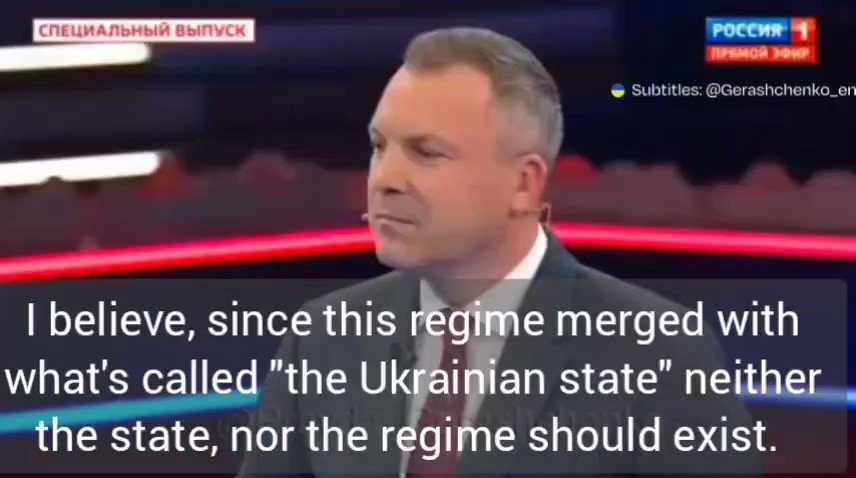 СПЕЦИАЛЬНЫЙ ВЫПУСК
РОССИЯ 1
ПРЯМОЙ ЭФИР
Subtitles: @Gerashchenko_en
I believe, since this regime merged with
what's called "the Ukrainian state" neither
the state, nor the regime should exist.